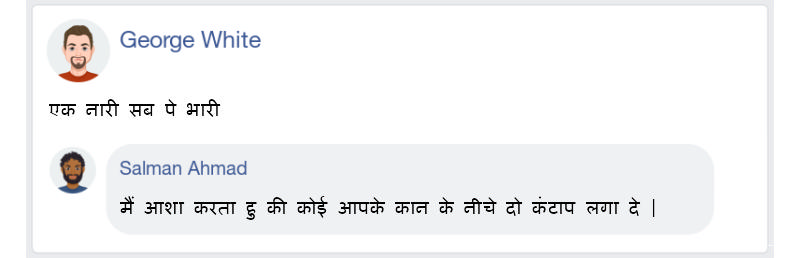 George White
एक नारी सब पे भारी
Salman Ahmad
मैं आशा करता हु की कोई आपके कान के नीचे दो कंटाप लगा दे |